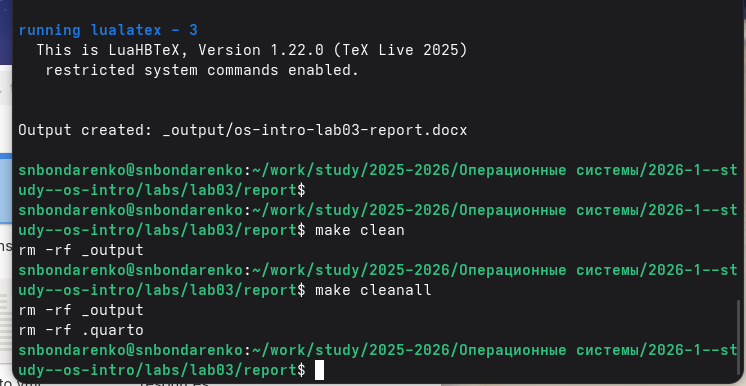 running lualatex - 3
This is LuaHBTeX, Version 1.22.0 (TeX Live 2025)
restricted system commands enabled.
Output created: _output/os-intro-lab03-report.docx
snbondarenko@snbondarenko:~/work/study/2025-2026/Операционные системы/2026-1--st
udy--os-intro/labs/lab03/report$
snbondarenko@snbondarenko:~/work/study/2025-2026/Операционные системы/2026-1--st
udy--os-intro/labs/lab03/report$ make clean
rm -rf _output
snbondarenko@snbondarenko:~/work/study/2025-2026/Операционные системы/2026-1--st
udy--os-intro/labs/lab03/report$ make cleanall
rm -rf _output
rm -rf .quarto
snbondarenko@snbondarenko:~/work/study/2025-2026/Операционные системы/2026-1--st
udy--os-intro/labs/lab03/report$